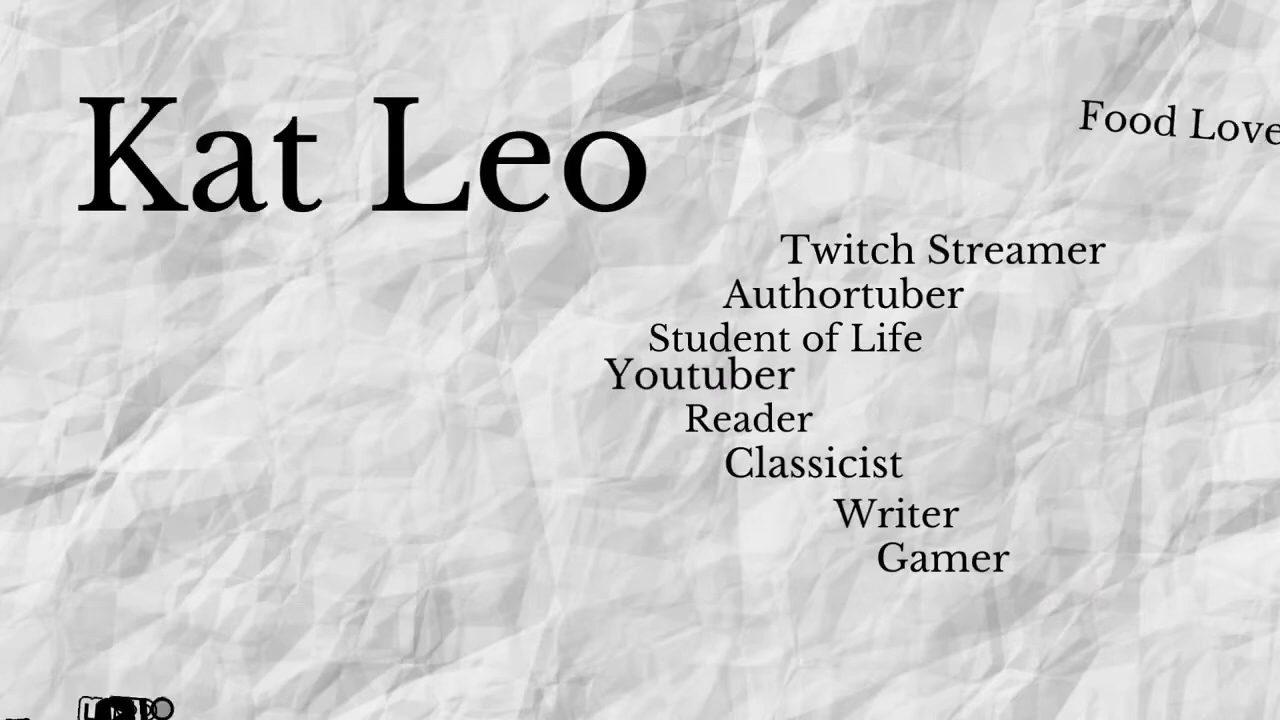 Kat Leo
Food Love
Twitch Streamer
Authortuber
Student of Life
Youtuber
Reader
Classicist
Writer
Gamer